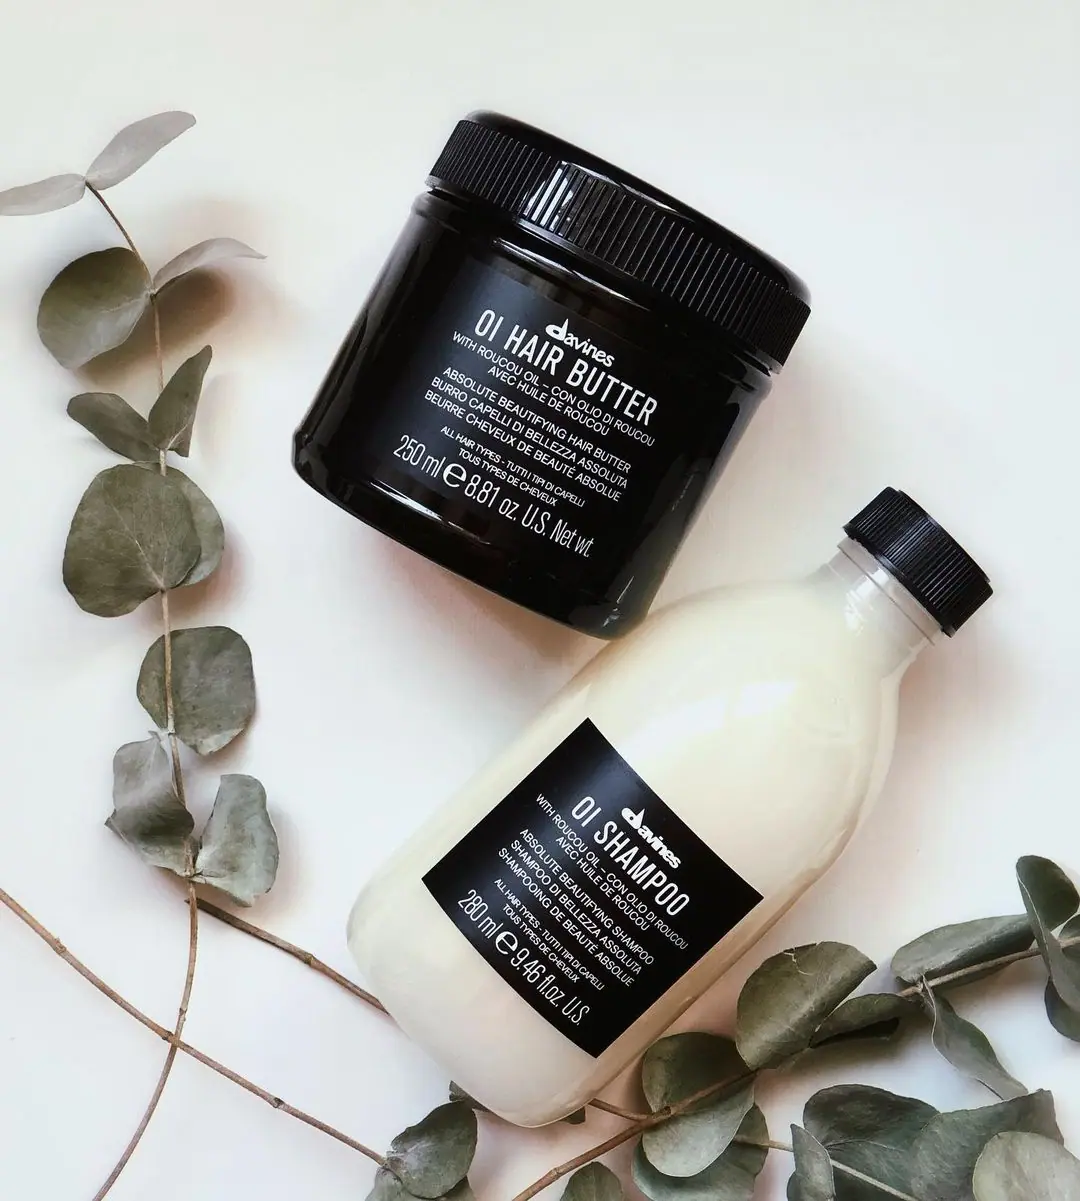 davines
OI HAIR BUTTER
WITH ROUCOU OIL – CON OLIO DI ROUCOU
AVEC HUILE DE ROUCOU
ABSOLUTE BEAUTIFYING HAIR BUTTER
BURRO CAPELLI DI BELLEZZA ASSOLUTA
BEURRE CHEVEUX DE BEAUTÉ ABSOLUE
ALL HAIR TYPES - TUTTI I TIPI DI CAPELLI
TOUS TYPES DE CHEVEUX
250 ml ℮ 8.81 oz. U.S. Net wt.
davines
OI SHAMPOO
WITH ROUCOU OIL – CON OLIO DI ROUCOU
AVEC HUILE DE ROUCOU
ABSOLUTE BEAUTIFYING SHAMPOO
SHAMPOO DI BELLEZZA ASSOLUTA
SHAMPOOING DE BEAUTÉ ABSOLUE
ALL HAIR TYPES - TUTTI I TIPI DI CAPELLI
TOUS TYPES DE CHEVEUX
280 ml ℮ 9.46 fl.oz. U.S.